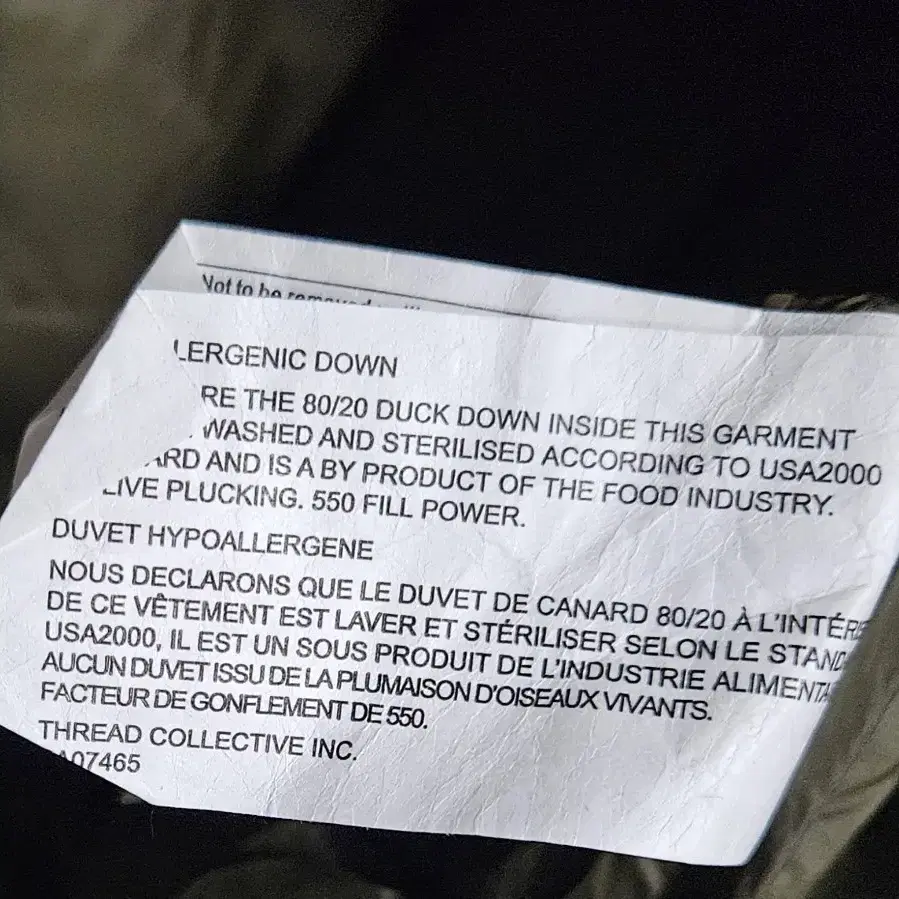 Not to be
LERGENIC DOWN
RE THE 80/20 DUCK DOWN INSIDE THIS GARMENT
WASHED AND STERILISED ACCORDING TO USA2000
ARD AND IS A BY PRODUCT OF THE FOOD INDUSTRY.
LIVE PLUCKING. 550 FILL POWER.
DUVET HYPOALLERGENE
NOUS DECLARONS QUE LE DUVET DE CANARD 80/20 À L'INTÉRE
DE CE VÊTEMENT EST LAVER ET STÉRILISER SELON LE STAND
USA2000, IL EST UN SOUS PRODUIT DE L'INDUSTRIE ALIMENTA
AUCUN DUVET ISSU DE LA PLUMAISON D'OISEAUX VIVANTS.
FACTEUR DE GONFLEMENT DE 550.
THREAD COLLECTIVE INC.
A07465